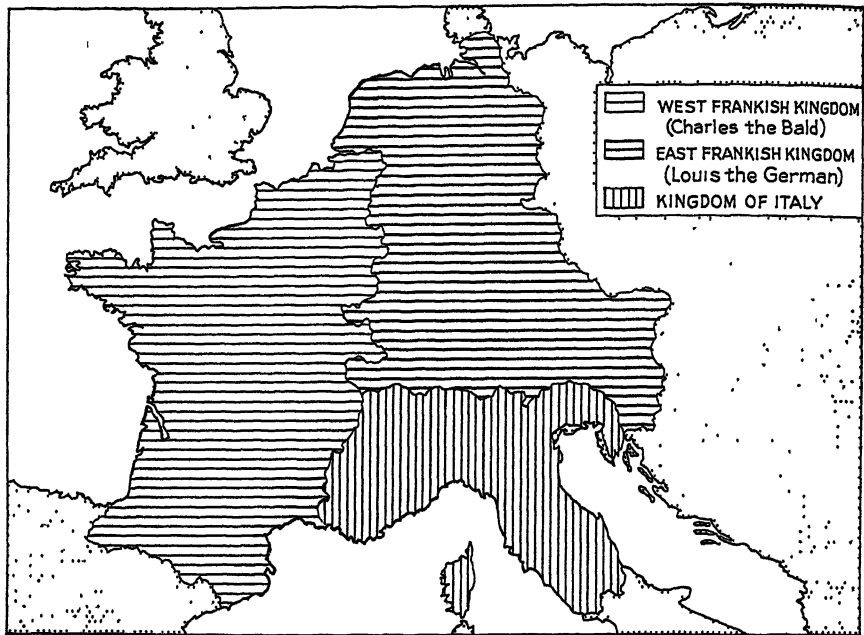 WEST FRANKISH KINGDOM
(Charles the Bald)
EAST FRANKISH KINGDOM
(Louis the German)
KINGDOM OF ITALY